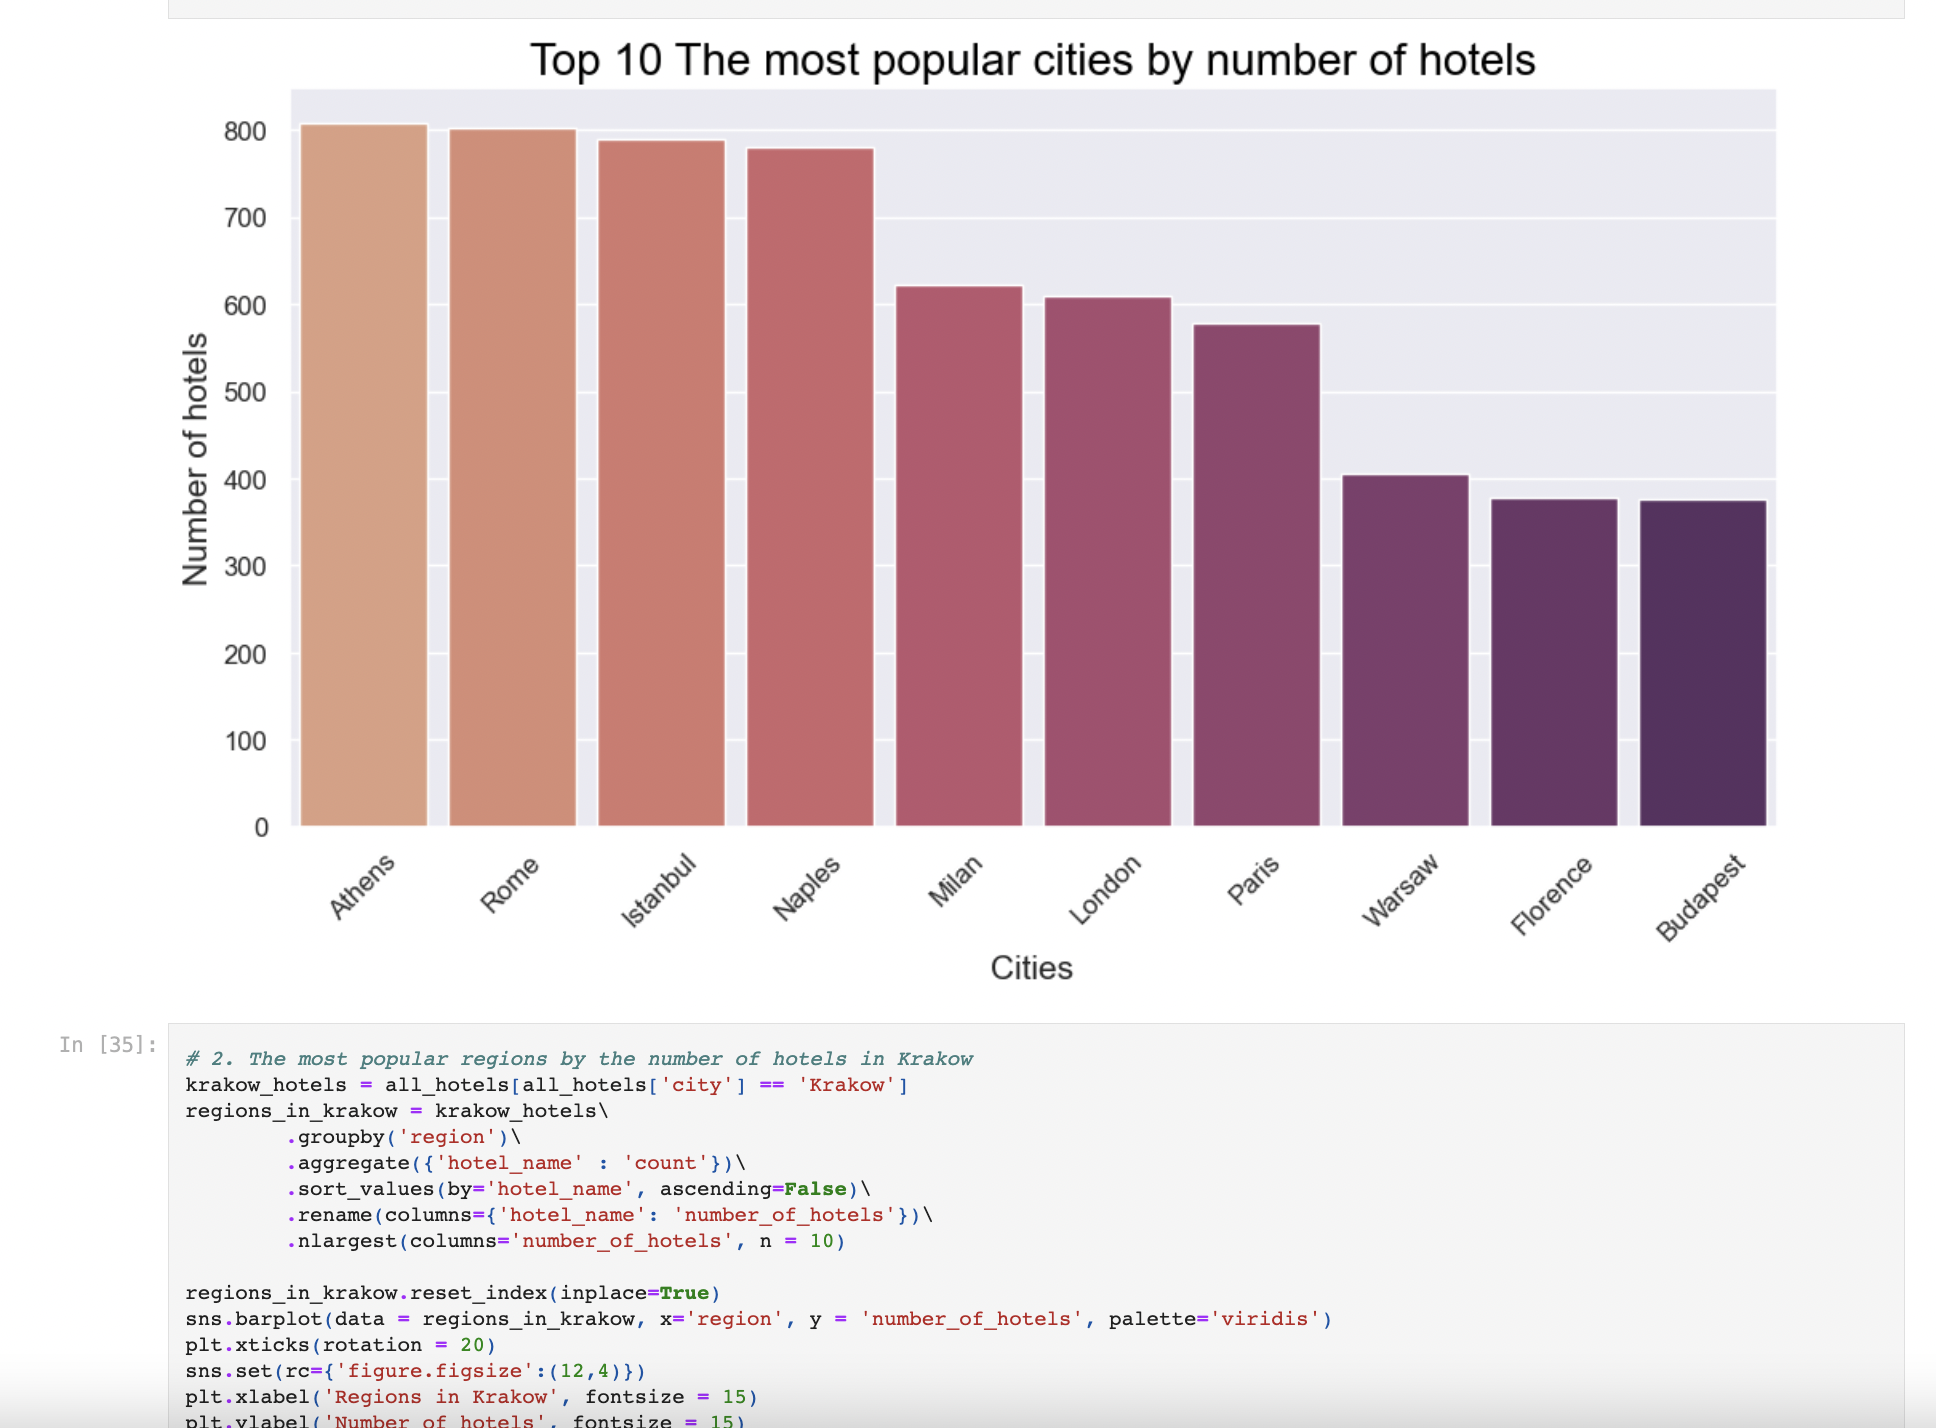 Top 10 The most popular cities by number of hotels
800
700
600
500
400
300
200
100
0
Number of hotels
Athens
Rome
Istanbul
Naples
Milan
London
Paris
Warsaw
Florence
Budapest
Cities
In [35]:
# 2. The most popular regions by the number of hotels in Krakow
krakow_hotels = all_hotels[all_hotels['city'] == 'Krakow']
regions_in_krakow = krakow_hotels\
        .groupby('region')\
        .aggregate({'hotel_name' : 'count'})\
        .sort_values(by='hotel_name', ascending=False)\
        .rename(columns={'hotel_name': 'number_of_hotels'})\
        .nlargest(columns='number_of_hotels', n = 10)
regions_in_krakow.reset_index(inplace=True)
sns.barplot(data = regions_in_krakow, x='region', y = 'number_of_hotels', palette='viridis')
plt.xticks(rotation = 20)
sns.set(rc={'figure.figsize':(12,4)})
plt.xlabel('Regions in Krakow', fontsize = 15)
plt.ylabel('Number of hotels', fontsize = 15)